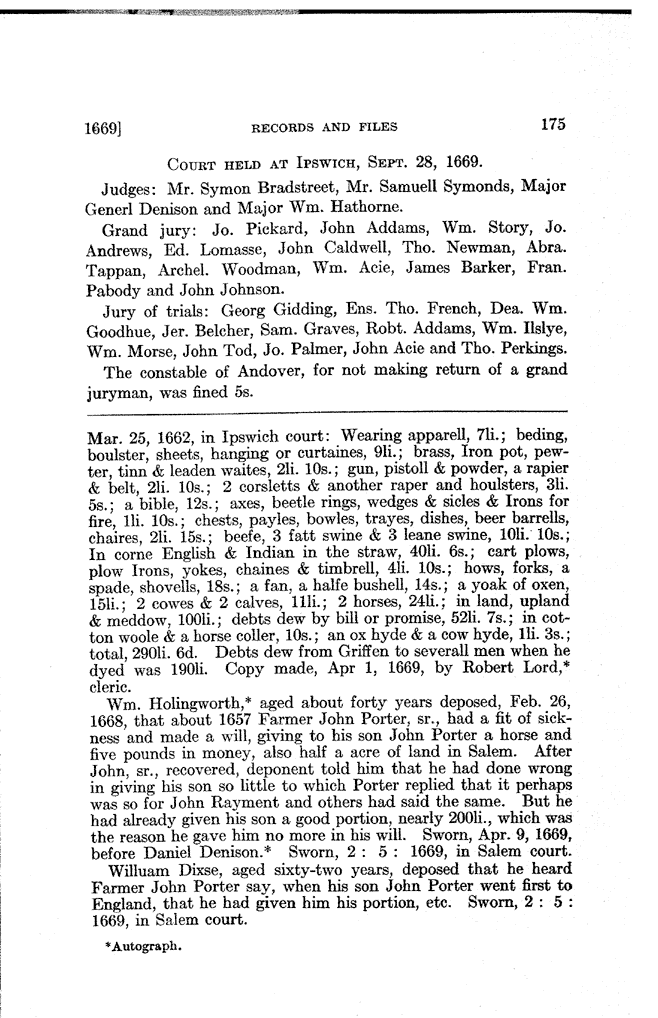 1669]
RECORDS AND FILES
175
COURT HELD AT IPSWICH, SEPT. 28, 1669.
Judges: Mr. Symon Bradstreet, Mr. Samuell Symonds, Major
Generl Denison and Major Wm. Hathorne.
Grand jury: Jo. Pickard, John Addams, Wm. Story, Jo.
Andrews, Ed. Lomasse, John Caldwell, Tho. Newman, Abra.
Tappan, Archel. Woodman, Wm. Acie, James Barker, Fran.
Pabody and John Johnson.
Jury of trials: Georg Gidding, Ens. Tho. French, Dea. Wm.
Goodhue, Jer. Belcher, Sam. Graves, Robt. Addams, Wm. Ilslye,
Wm. Morse, John Tod, Jo. Palmer, John Acie and Tho. Perkings.
The constable of Andover, for not making return of a grand
juryman, was fined 5s.
Mar. 25, 1662, in Ipswich court: Wearing apparell, 7li.; beding,
boulster, sheets, hanging or curtaines, 9li.; brass, Iron pot, pew-
ter, tinn & leaden waites, 2li. 10s.; gun, pistoll & powder, a rapier
& belt, 2li. 10s.; 2 corsletts & another raper and houlsters, 3li.
5s.; a bible, 12s.; axes, beetle rings, wedges & sicles & Irons for
fire, 1li. 10s.; chests, payles, bowles, trayes, dishes, beer barrells,
chaires, 2li. 15s.; beefe, 3 fatt swine & 3 leane swine, 10li. 10s.;
In corne English & Indian in the straw, 40li. 6s.; cart plows,
plow Irons, yokes, chaines & timbrell, 4li. 10s.; hows, forks, a
spade, shovells, 18s.; a fan, a halfe bushell, 14s.; a yoak of oxen,
15li.; 2 cowes & 2 calves, 11li.; 2 horses, 24li.; in land, upland
& meddow, 100li.; debts dew by bill or promise, 52li. 7s.; in cot-
ton woole & a horse coller, 10s.; an ox hyde & a cow hyde, 1li. 3s.;
total, 290li. 6d. Debts dew from Griffen to severall men when he
dyed was 190li. Copy made, Apr 1, 1669, by Robert Lord,*
cleric.
Wm. Holingworth,* aged about forty years deposed, Feb. 26,
1668, that about 1657 Farmer John Porter, sr., had a fit of sick-
ness and made a will, giving to his son John Porter a horse and
five pounds in money, also half a acre of land in Salem. After
John, sr., recovered, deponent told him that he had done wrong
in giving his son so little to which Porter replied that it perhaps
was so for John Rayment and others had said the same. But he
had already given his son a good portion, nearly 200li., which was
the reason he gave him no more in his will. Sworn, Apr. 9, 1669,
before Daniel Denison.* Sworn, 2 : 5 : 1669, in Salem court.
Willuam Dixse, aged sixty-two years, deposed that he heard
Farmer John Porter say, when his son John Porter went first to
England, that he had given him his portion, etc. Sworn, 2 : 5 :
1669, in Salem court.
*Autograph.